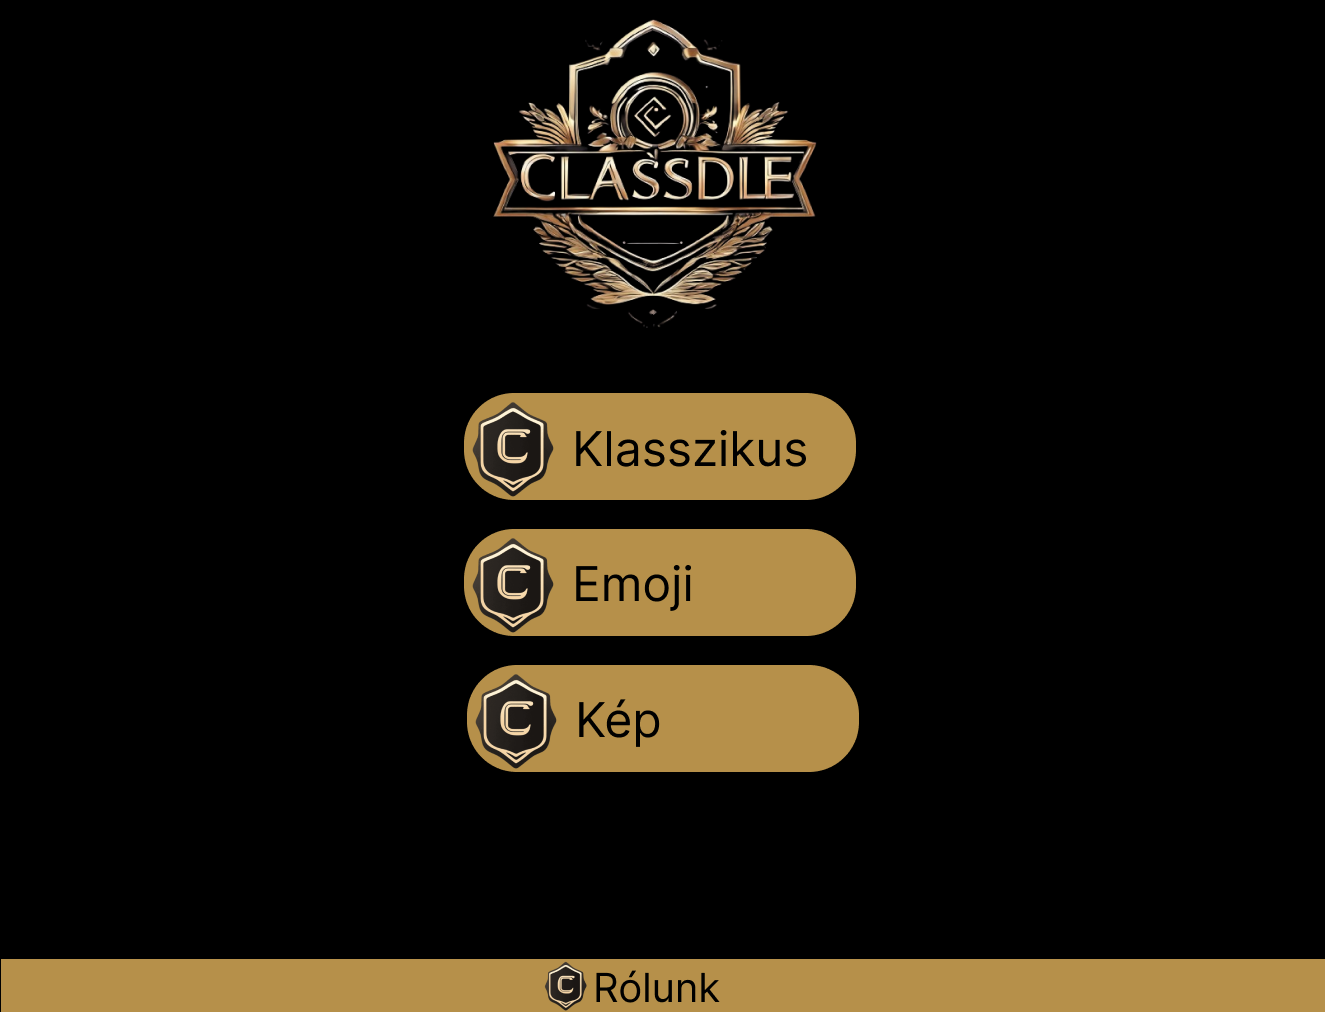 CLASSDLE
C Klasszikus
C Emoji
C Kép
C Rólunk